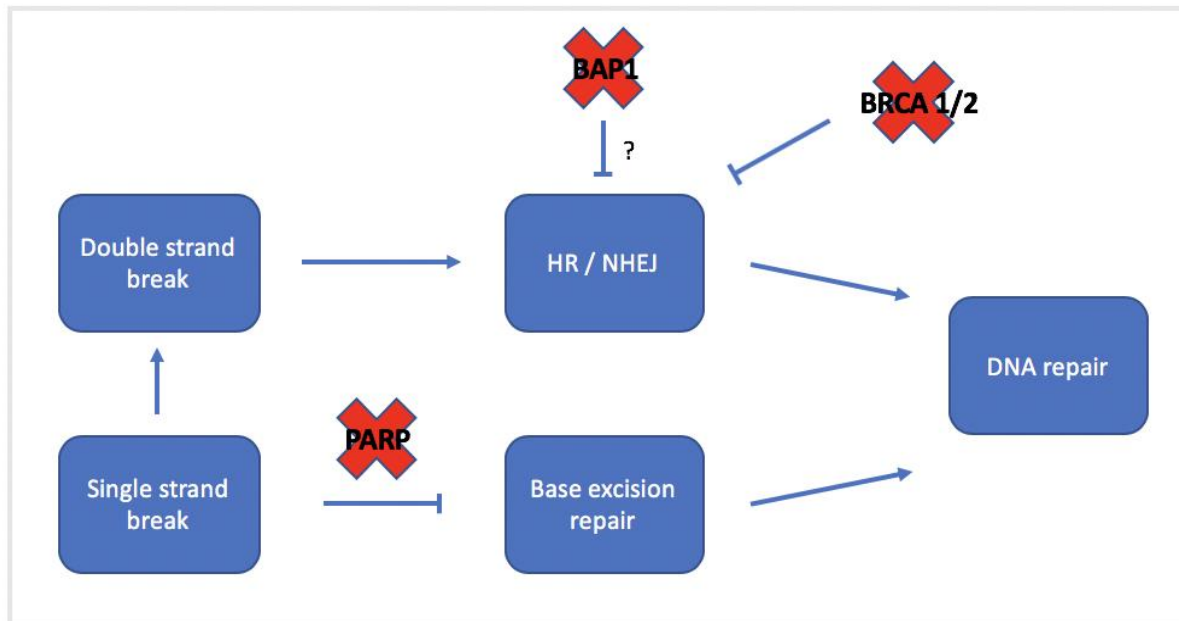 BAP1
BRCA 1/2
?
Double strand
break
HR / NHEJ
DNA repair
PARP
Single strand
break
Base excision
repair